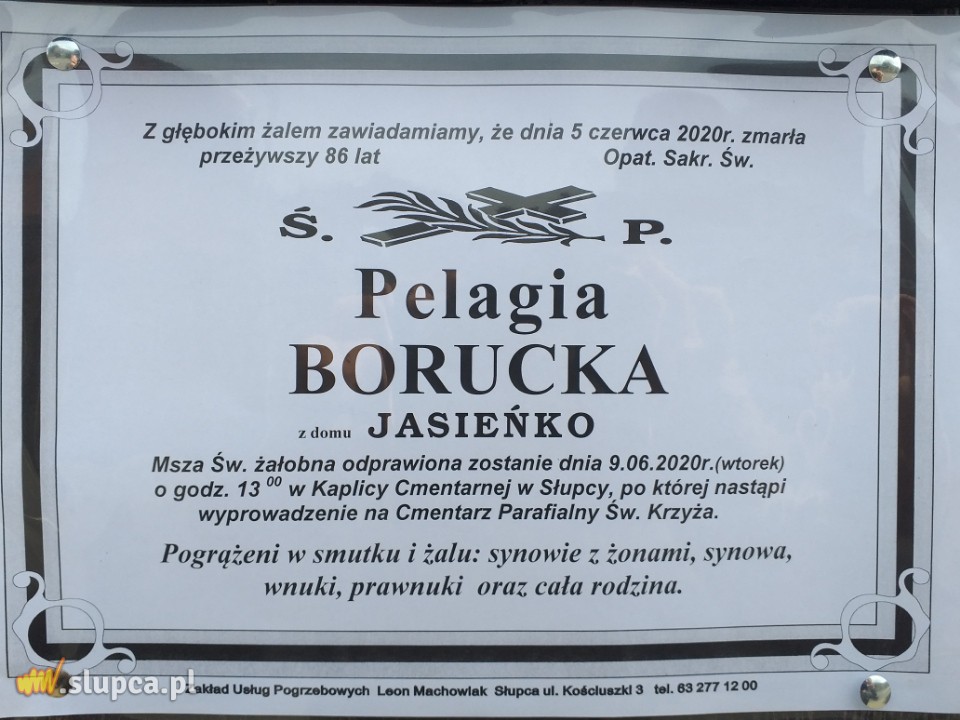 Z głębokim żalem zawiadamiamy, że dnia 5 czerwca 2020r. zmarła
przeżywszy 86 lat Opat. Sakr. Św.
Ś. P.
Pelagia
BORUCKA
z domu JASIEŃKO
Msza Św. żałobna odprawiona zostanie dnia 9.06.2020r.(wtorek)
o godz. 13 00 w Kaplicy Cmentarnej w Słupcy, po której nastąpi
wyprowadzenie na Cmentarz Parafialny Św. Krzyża.
Pogrążeni w smutku i żalu: synowie z żonami, synowa,
wnuki, prawnuki oraz cała rodzina.
www.slupca.pl
Zakład Usług Pogrzebowych Leon Machowiak Słupca ul. Kościuszki 3 tel. 63 277 12 00